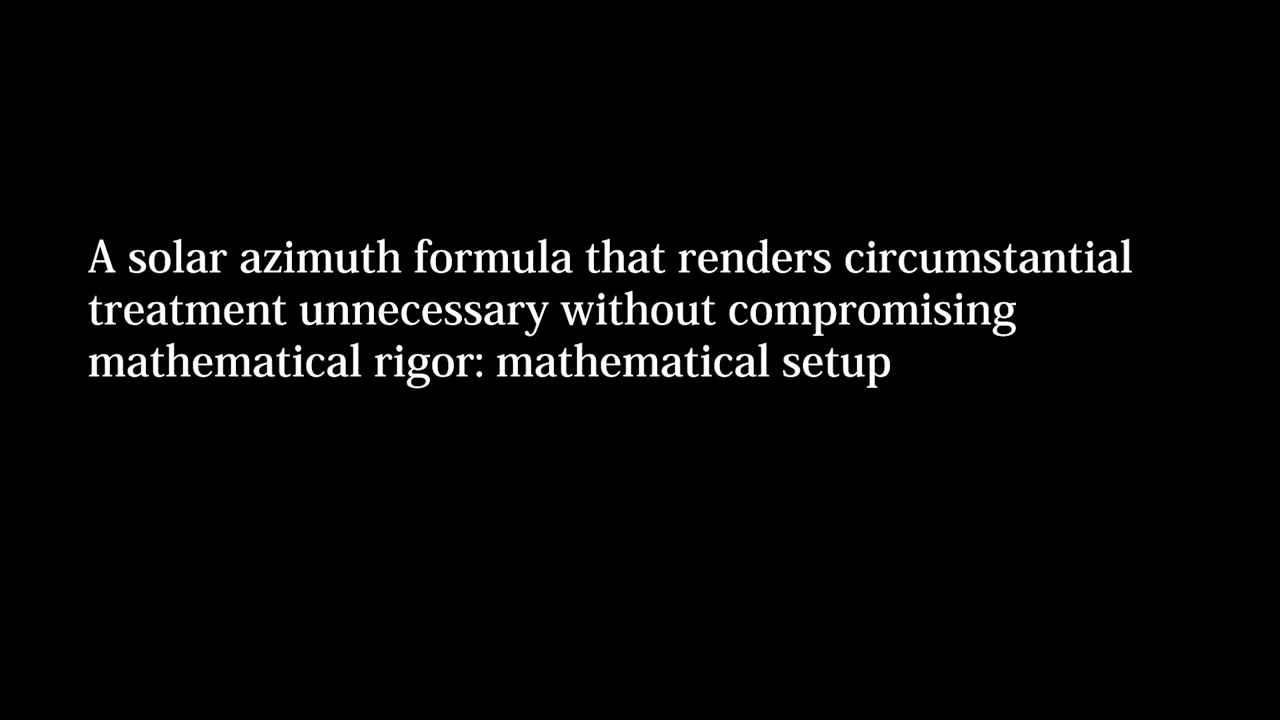 A solar azimuth formula that renders circumstantial
treatment unnecessary without compromising
mathematical rigor: mathematical setup